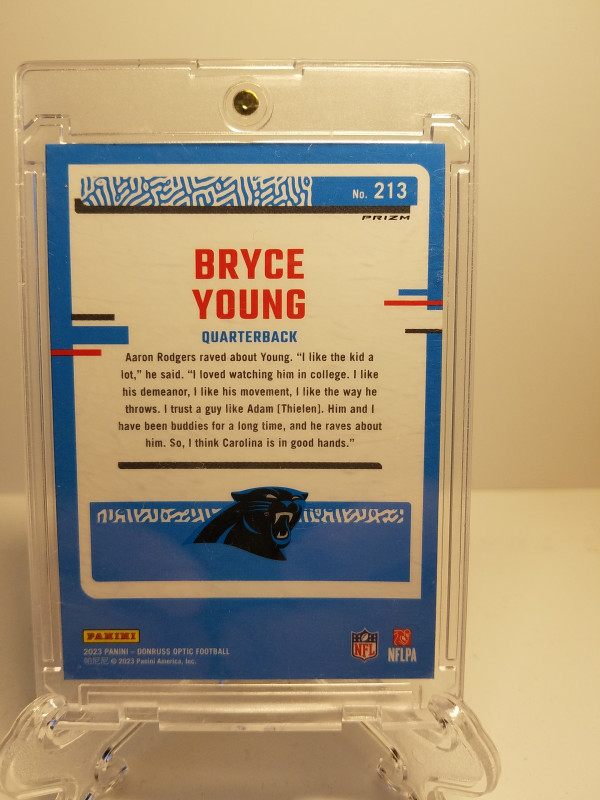 No. 213
PRIZM
BRYCE
YOUNG
QUARTERBACK
Aaron Rodgers raved about Young. “I like the kid a
lot,” he said. “I loved watching him in college. I like
his demeanor, I like his movement, I like the way he
throws. I trust a guy like Adam [Thielen]. Him and I
have been buddies for a long time, and he raves about
him. So, I think Carolina is in good hands.”
PANINI
2023 PANINI – DONRUSS OPTIC FOOTBALL
© 2023 Panini America, Inc.
NFL
NFLPA